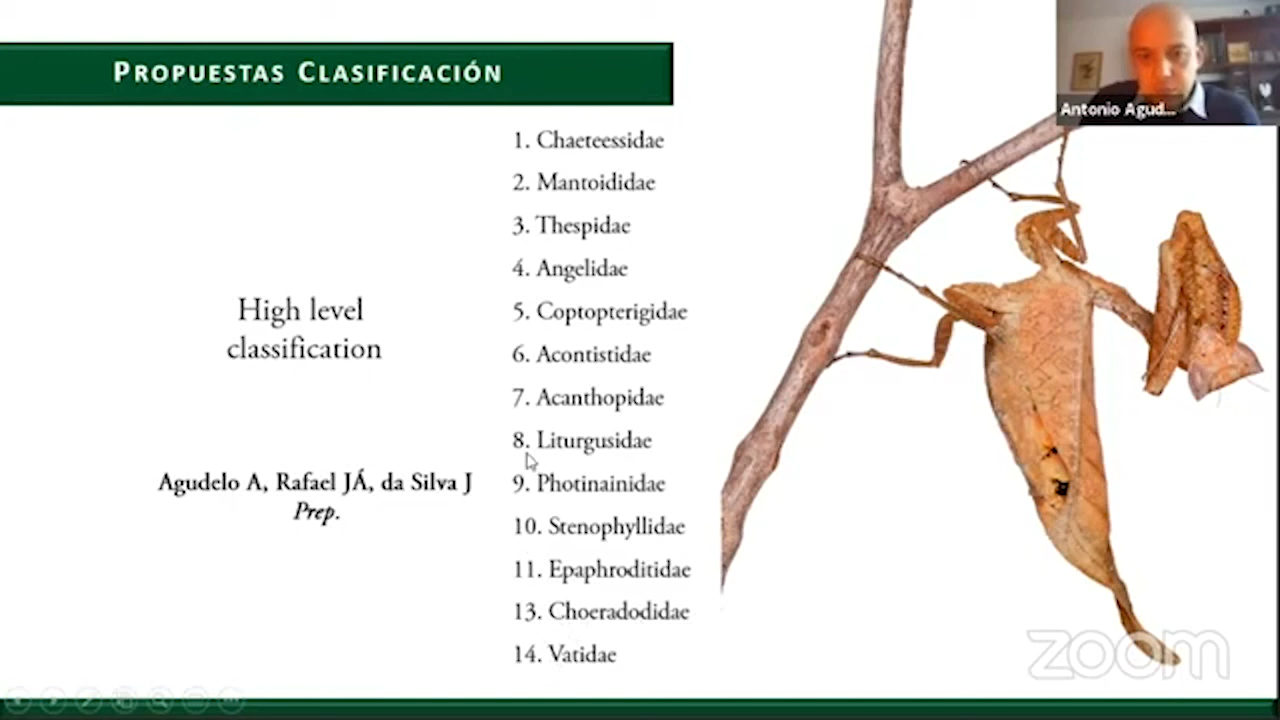 PROPUESTAS CLASIFICACIÓN
Antonio Agud...
1. Chaeteessidae
2. Mantoididae
3. Thespidae
4. Angelidae
5. Coptopterigidae
6. Acontistidae
7. Acanthopidae
8. Liturgusidae
9. Photinainidae
10. Stenophyllidae
11. Epaphroditidae
13. Choeradodidae
14. Vatidae
High level
classification
Agudelo A, Rafael JÁ, da Silva J
Prep.
zoom